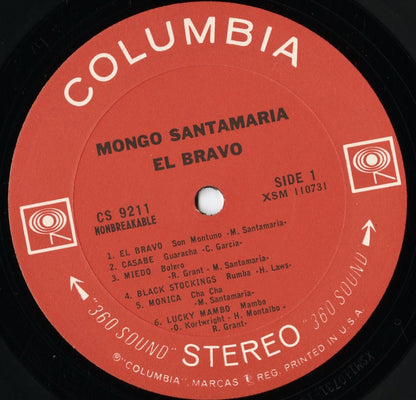 COLUMBIA
MONGO SANTAMARIA
EL BRAVO
CS 9211
NONBREAKABLE
SIDE 1
XSM 110731
1. EL BRAVO Son Montuno -M. Santamaria-
2. CASABE Guaracha -C. Garcia-
3. MIEDO Bolero
-R. Grant - M. Santamaria-
4. BLACK STOCKINGS Rumba -H. Laws-
5. MONICA Cha Cha
-M. Santamaria-
6. LUCKY MAMBO Mambo
-O. Kortwright - H. Montalbo-
R. Grant-
"360 SOUND" STEREO "360 SOUND"
"COLUMBIA", MARCAS REG. PRINTED IN U.S.A.